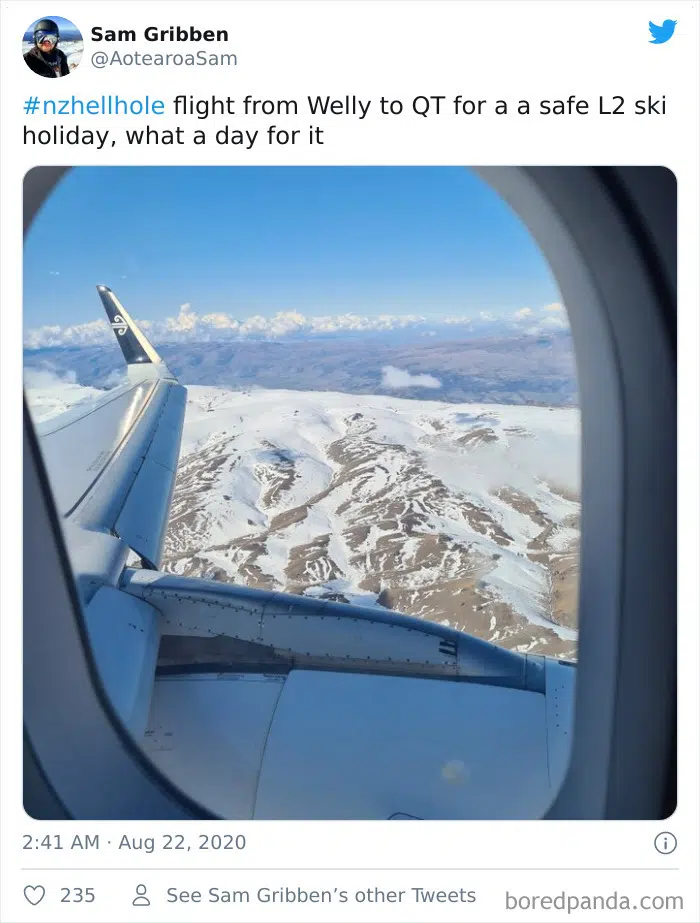 Sam Gribben
@AotearoaSam
#nzhellhole flight from Welly to QT for a a safe L2 ski
holiday, what a day for it
2:41 AM · Aug 22, 2020
235 See Sam Gribben’s other Tweets
boredpanda.com